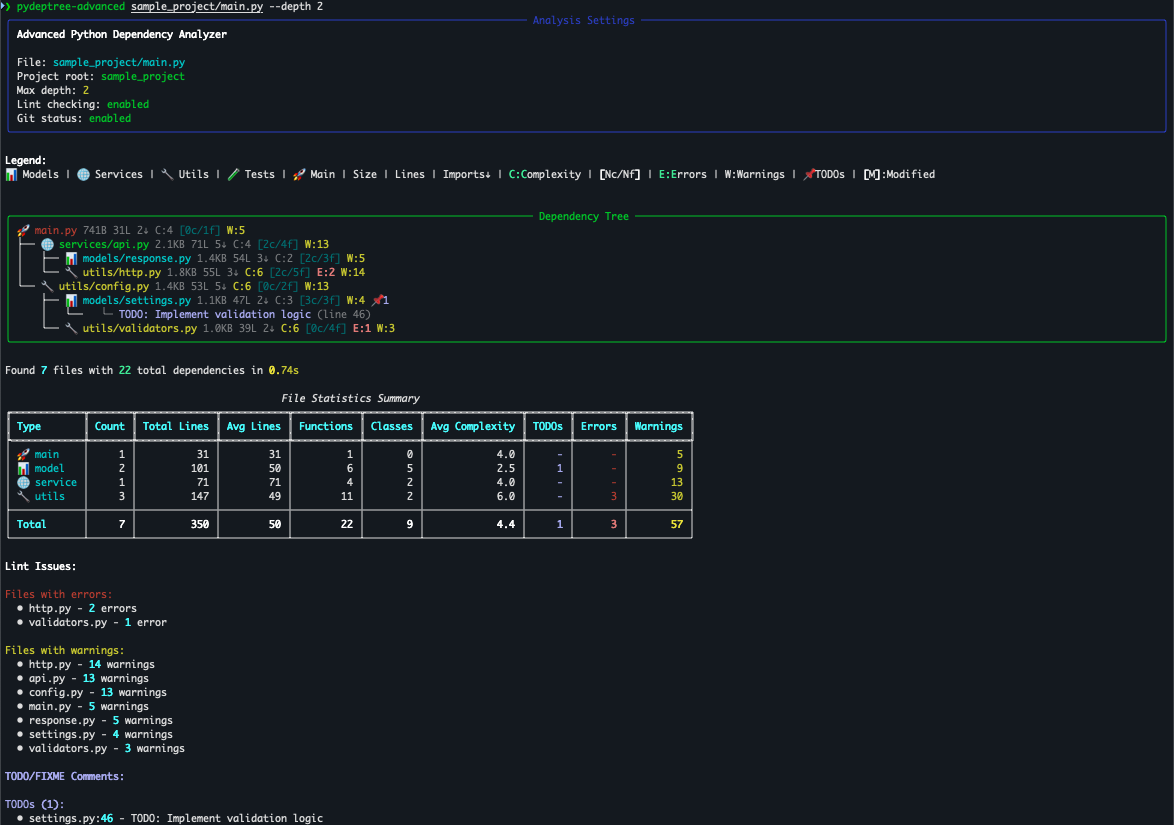 ❯ pydeptree-advanced sample_project/main.py --depth 2
Analysis Settings
Advanced Python Dependency Analyzer
File: sample_project/main.py
Project root: sample_project
Max depth: 2
Lint checking: enabled
Git status: enabled
Legend:
📊 Models | 🌐 Services | 🔧 Utils | 🧪 Tests | 🚀 Main | Size | Lines | Imports↓ | C:Complexity | [Nc/Nf] | E:Errors | W:Warnings | 📌TODOs | [M]:Modified
Dependency Tree
🚀 main.py 741B 31L 2↓ C:4 [0c/1f] W:5
├── 🌐 services/api.py 2.1KB 71L 5↓ C:4 [2c/4f] W:13
│   ├── 📊 models/response.py 1.4KB 54L 3↓ C:2 [2c/3f] W:5
│   └── 🔧 utils/http.py 1.8KB 55L 3↓ C:6 [2c/5f] E:2 W:14
└── 🔧 utils/config.py 1.4KB 53L 5↓ C:6 [0c/2f] W:13
    ├── 📊 models/settings.py 1.1KB 47L 2↓ C:3 [3c/3f] W:4 📌1
    │   └── └─ TODO: Implement validation logic (line 46)
    └── 🔧 utils/validators.py 1.0KB 39L 2↓ C:6 [0c/4f] E:1 W:3
Found 7 files with 22 total dependencies in 0.74s
File Statistics Summary
Type | Count | Total Lines | Avg Lines | Functions | Classes | Avg Complexity | TODOs | Errors | Warnings
🚀 main | 1 | 31 | 31 | 1 | 0 | 4.0 | - | - | 5
📊 model | 2 | 101 | 50 | 6 | 5 | 2.5 | 1 | - | 9
🌐 service | 1 | 71 | 71 | 4 | 2 | 4.0 | - | - | 13
🔧 utils | 3 | 147 | 49 | 11 | 2 | 6.0 | - | 3 | 30
Total | 7 | 350 | 50 | 22 | 9 | 4.4 | 1 | 3 | 57
Lint Issues:
Files with errors:
• http.py - 2 errors
• validators.py - 1 error
Files with warnings:
• http.py - 14 warnings
• api.py - 13 warnings
• config.py - 13 warnings
• main.py - 5 warnings
• response.py - 5 warnings
• settings.py - 4 warnings
• validators.py - 3 warnings
TODO/FIXME Comments:
TODOs (1):
• settings.py:46 - TODO: Implement validation logic